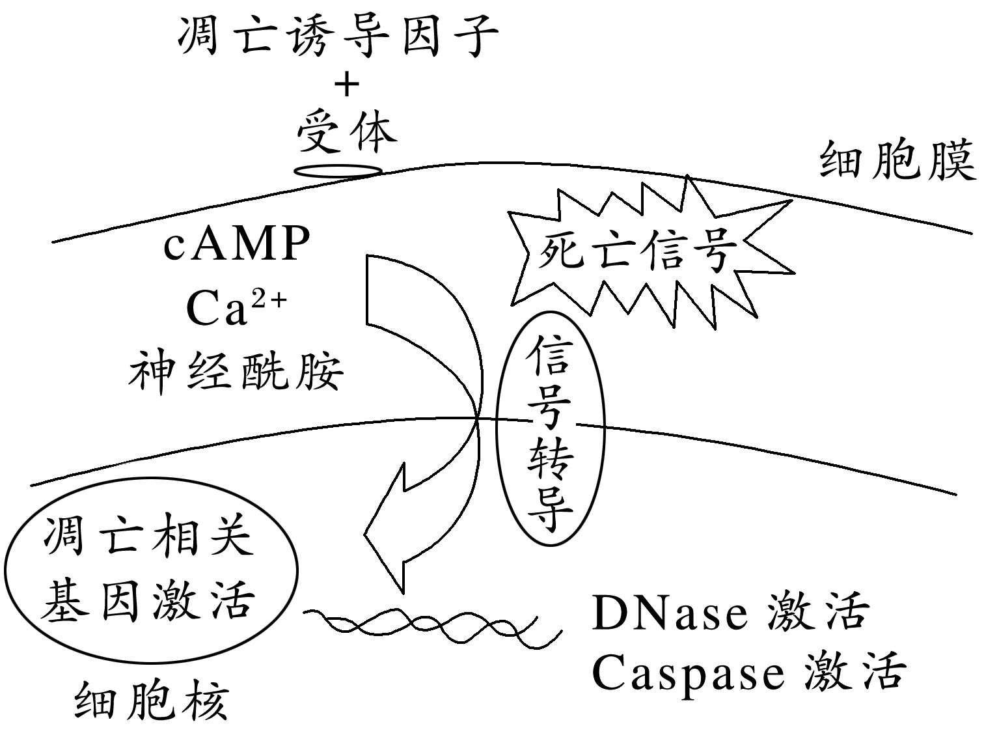 凋亡诱导因子
+
受体
细胞膜
cAMP
Ca²⁺
神经酰胺
死亡信号
信号转导
凋亡相关
基因激活
细胞核
DNase 激活
Caspase 激活